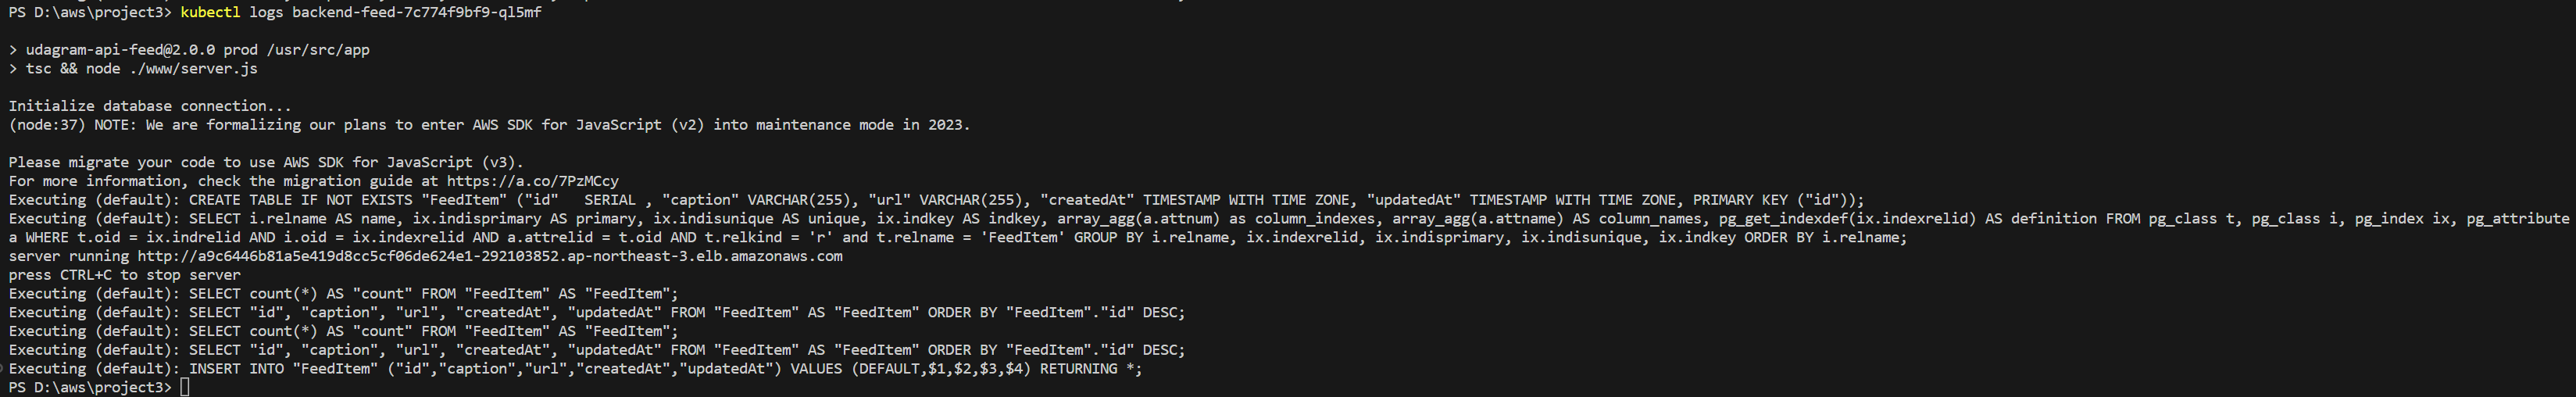 PS D:\aws\project3> kubectl logs backend-feed-7c774f9bf9-ql5mf
> udagram-api-feed@2.0.0 prod /usr/src/app
> tsc && node ./www/server.js
Initialize database connection...
(node:37) NOTE: We are formalizing our plans to enter AWS SDK for JavaScript (v2) into maintenance mode in 2023.
Please migrate your code to use AWS SDK for JavaScript (v3).
For more information, check the migration guide at https://a.co/7PzMCcy
Executing (default): CREATE TABLE IF NOT EXISTS "FeedItem" ("id"   SERIAL , "caption" VARCHAR(255), "url" VARCHAR(255), "createdAt" TIMESTAMP WITH TIME ZONE, "updatedAt" TIMESTAMP WITH TIME ZONE, PRIMARY KEY ("id"));
Executing (default): SELECT i.relname AS name, ix.indisprimary AS primary, ix.indisunique AS unique, ix.indkey AS indkey, array_agg(a.attnum) as column_indexes, array_agg(a.attname) AS column_names, pg_get_indexdef(ix.indexrelid) AS definition FROM pg_class t, pg_class i, pg_index ix, pg_attribute
a WHERE t.oid = ix.indrelid AND i.oid = ix.indexrelid AND a.attrelid = t.oid AND t.relkind = 'r' and t.relname = 'FeedItem' GROUP BY i.relname, ix.indexrelid, ix.indisprimary, ix.indisunique, ix.indkey ORDER BY i.relname;
server running http://a9c6446b81a5e419d8cc5cf06de624e1-292103852.ap-northeast-3.elb.amazonaws.com
press CTRL+C to stop server
Executing (default): SELECT count(*) AS "count" FROM "FeedItem" AS "FeedItem";
Executing (default): SELECT "id", "caption", "url", "createdAt", "updatedAt" FROM "FeedItem" AS "FeedItem" ORDER BY "FeedItem"."id" DESC;
Executing (default): SELECT count(*) AS "count" FROM "FeedItem" AS "FeedItem";
Executing (default): SELECT "id", "caption", "url", "createdAt", "updatedAt" FROM "FeedItem" AS "FeedItem" ORDER BY "FeedItem"."id" DESC;
Executing (default): INSERT INTO "FeedItem" ("id","caption","url","createdAt","updatedAt") VALUES (DEFAULT,$1,$2,$3,$4) RETURNING *;
PS D:\aws\project3>